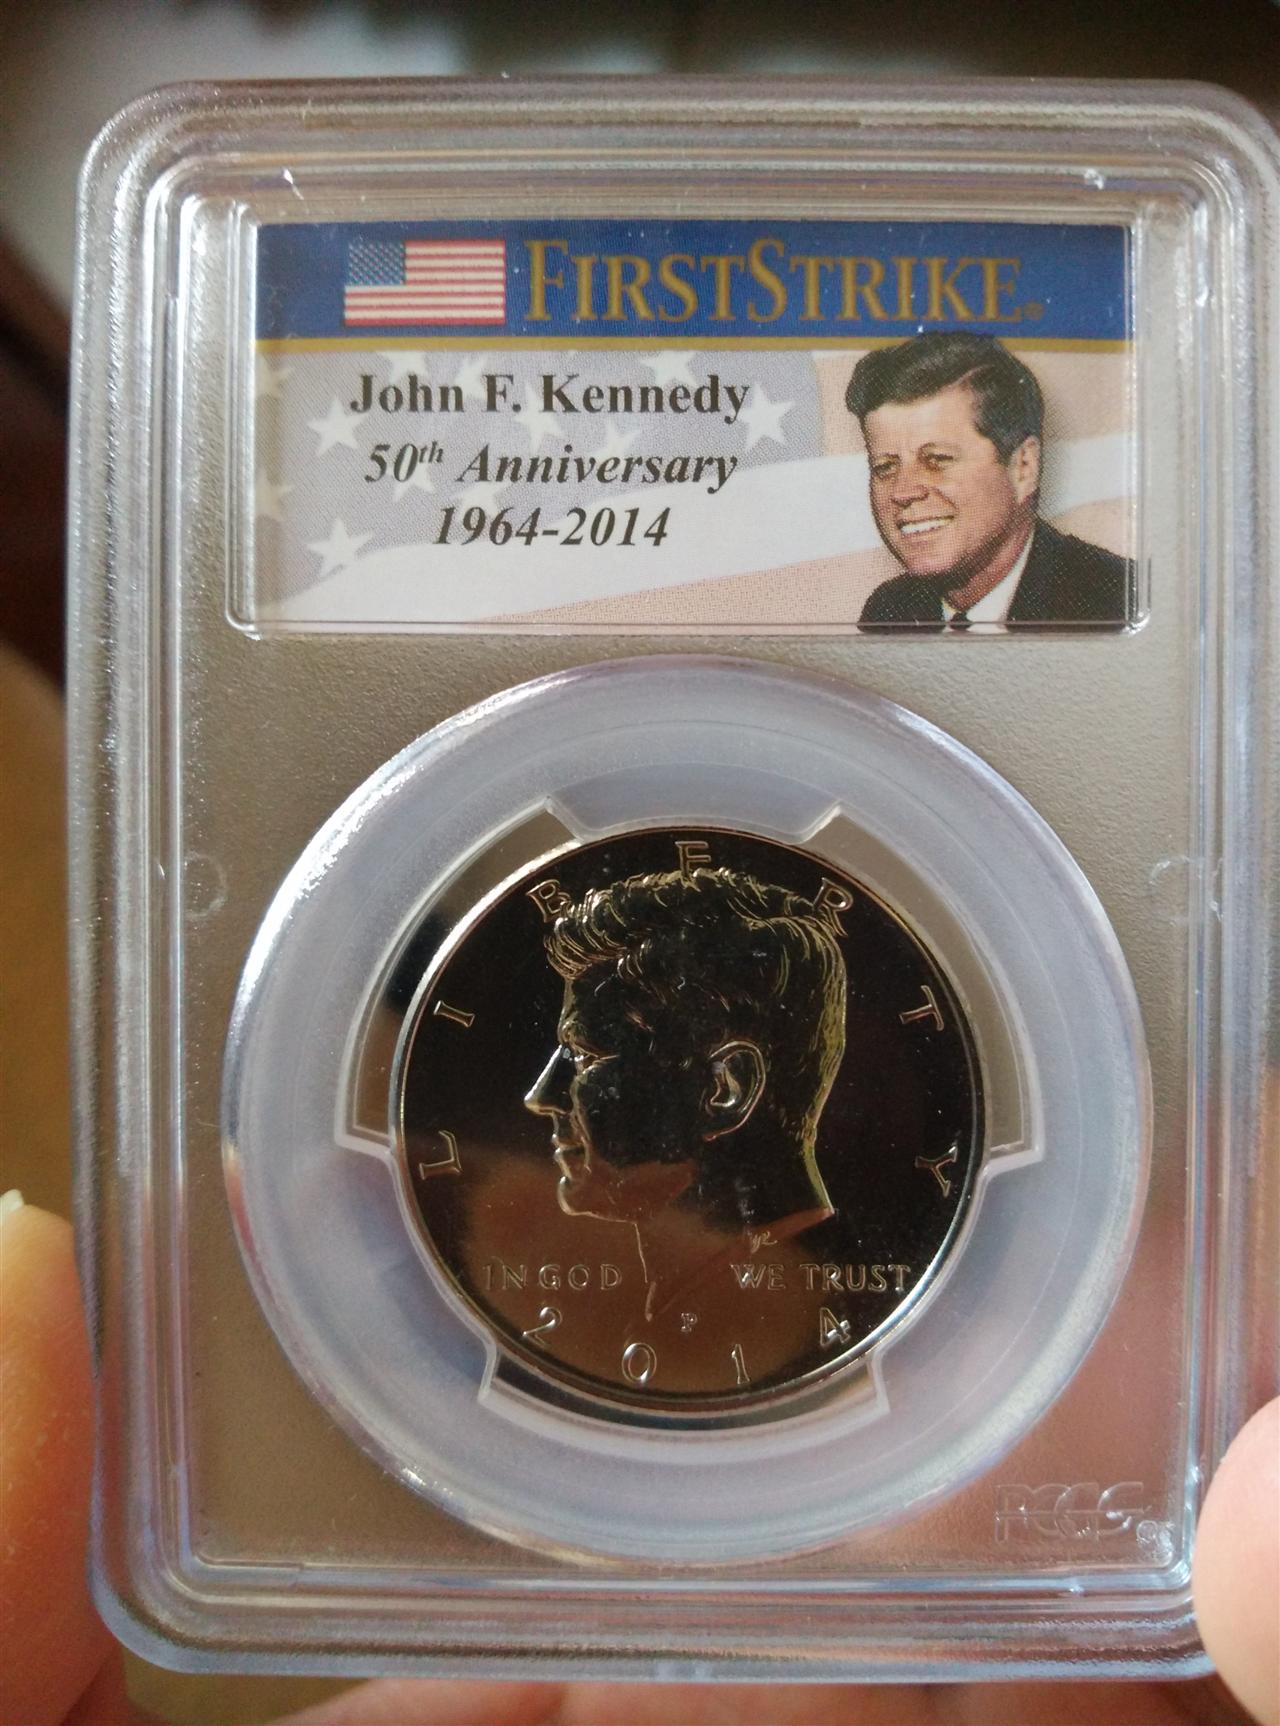 FIRSTSTRIKE®
John F. Kennedy
50th Anniversary
1964-2014
LIBERTY
IN GOD WE TRUST
P
2014
PCGS